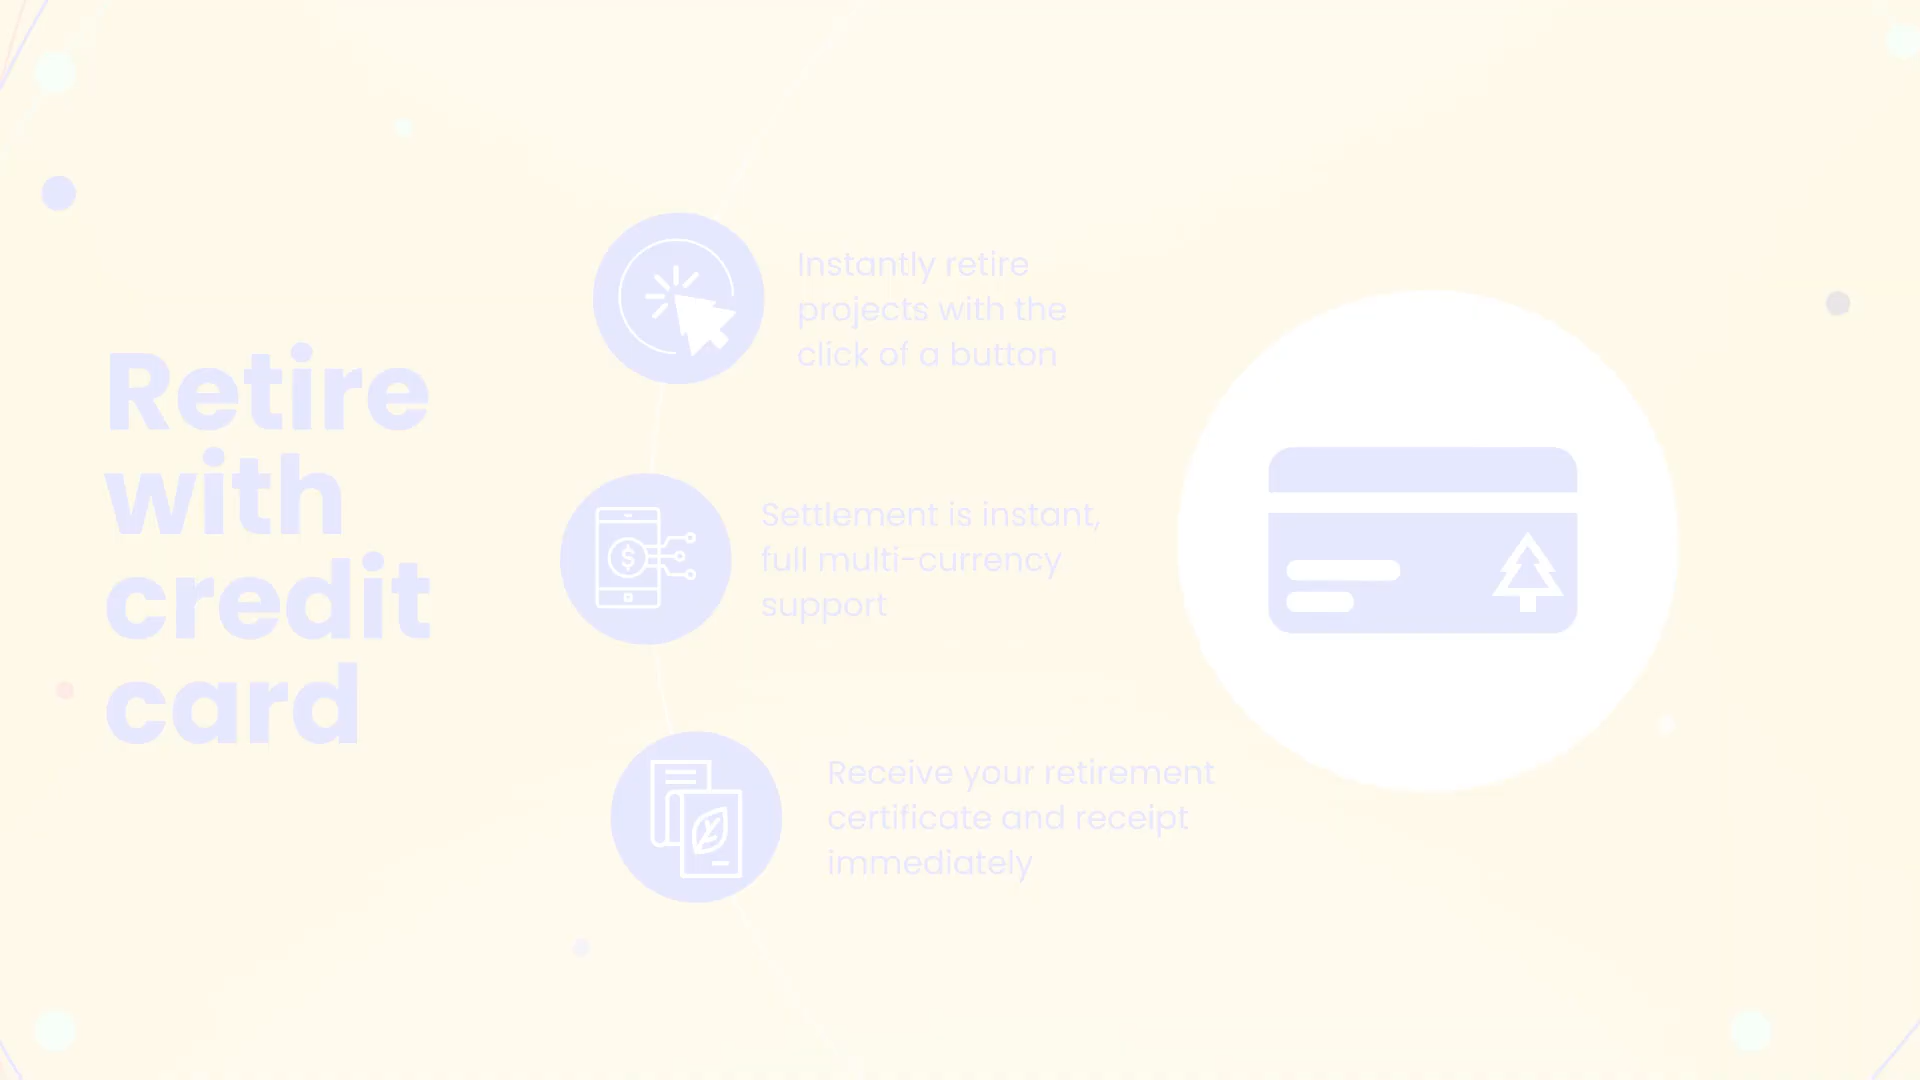 Retire
with
credit
card
Instantly retire
projects with the
click of a button
Settlement is instant,
full multi-currency
support
Receive your retirement
certificate and receipt
immediately